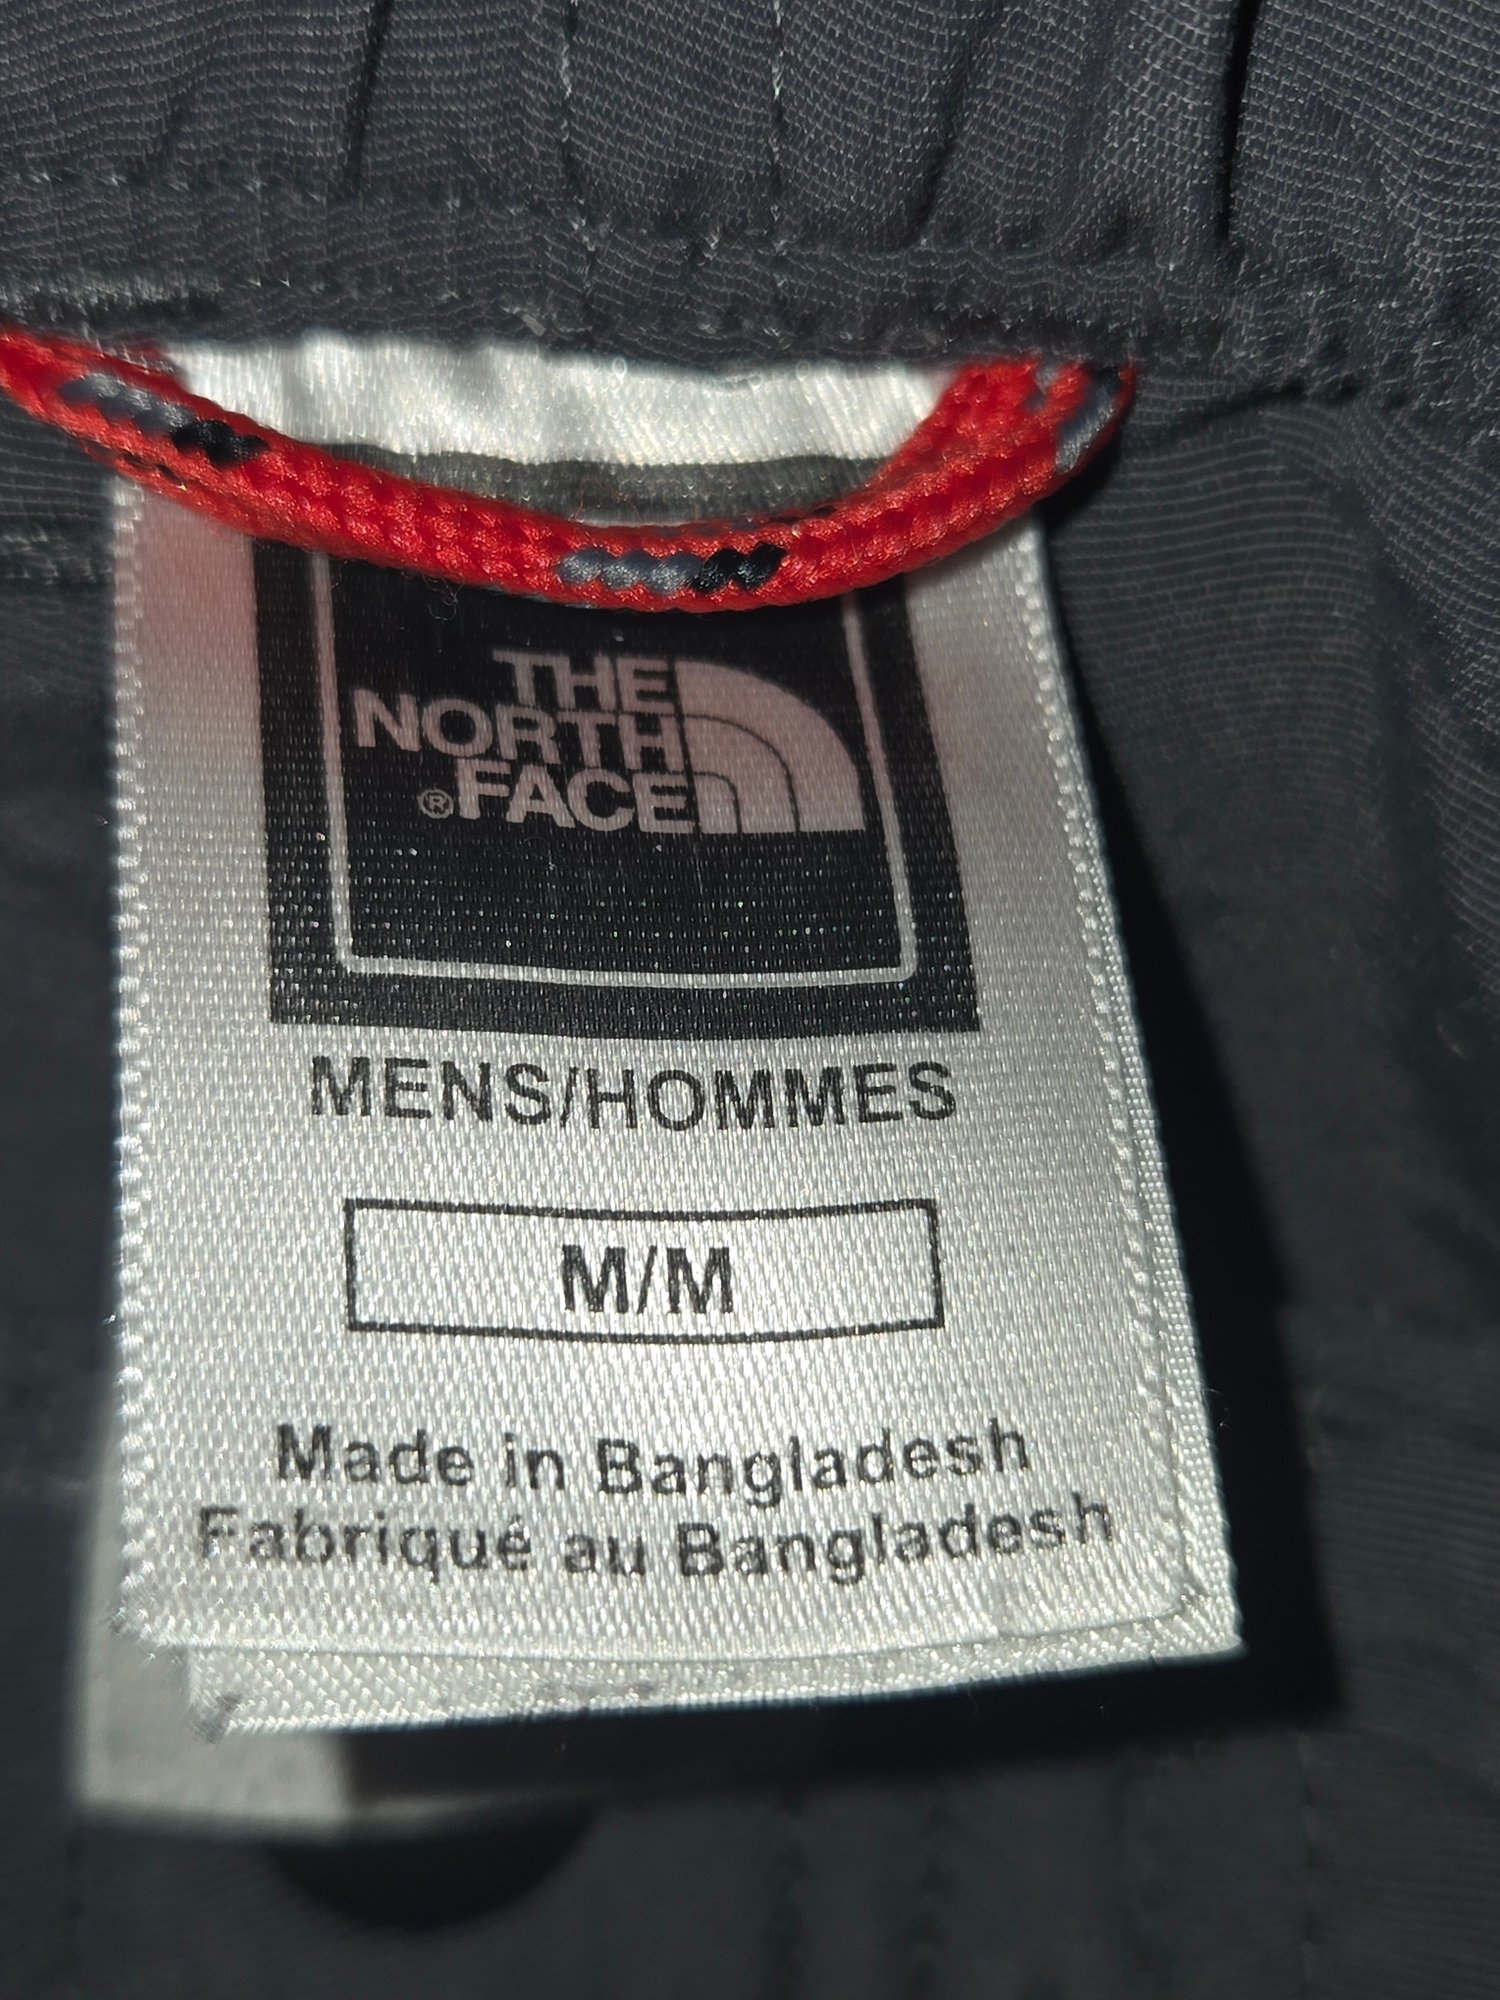 THE
NORTH
®FACE
MENS/HOMMES
M/M
Made in Bangladesh
Fabriqué au Bangladesh